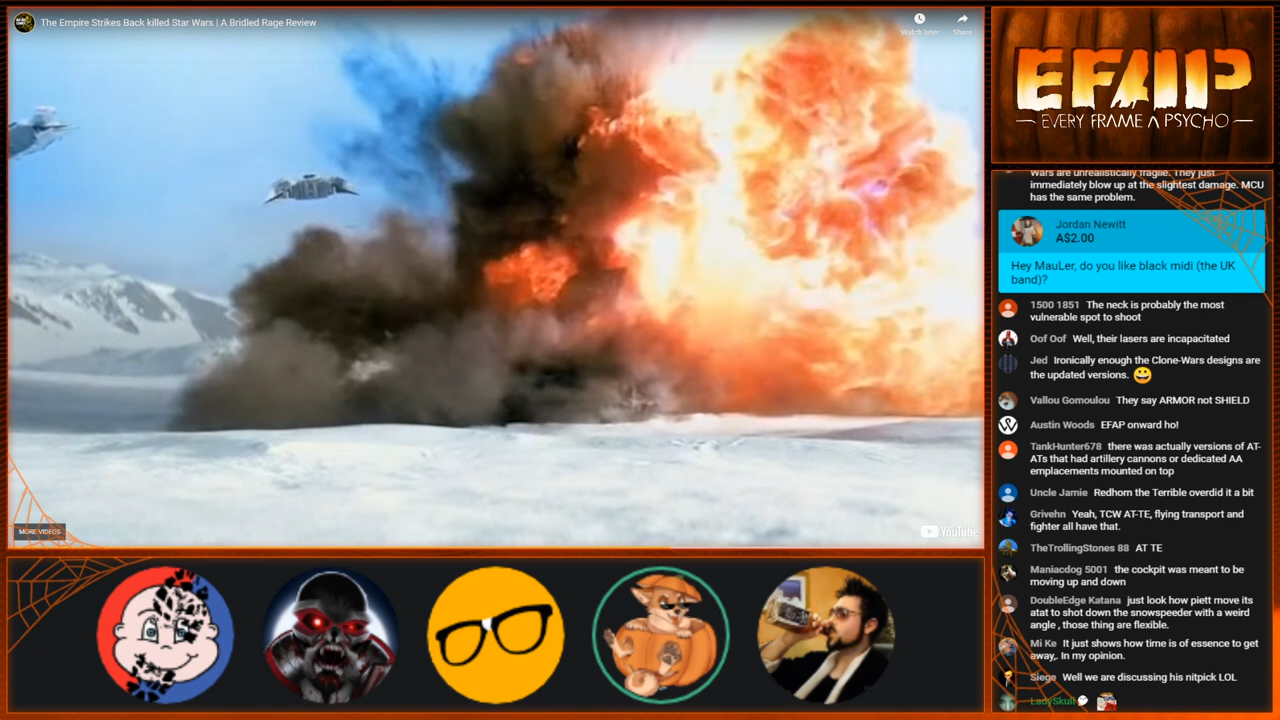 The Empire Strikes Back killed Star Wars | A Bridled Rage Review
Watch later
Share
MORE VIDEOS
YouTube
EFAP
EVERY FRAME A PSYCHO
Wars are unrealistically fragile. They just
immediately blow up at the slightest damage. MCU
has the same problem.
Jordan Newitt
A$2.00
Hey MauLer, do you like black midi (the UK
band)?
1500 1851 The neck is probably the most
vulnerable spot to shoot
Oof Oof Well, their lasers are incapacitated
Jed Ironically enough the Clone-Wars designs are
the updated versions. 😀
Vallou Gomoulou They say ARMOR not SHIELD
Austin Woods EFAP onward ho!
TankHunter678 there was actually versions of AT-
ATs that had artillery cannons or dedicated AA
emplacements mounted on top
Uncle Jamie Redhorn the Terrible overdid it a bit
Grivehn Yeah, TCW AT-TE, flying transport and
fighter all have that.
TheTrollingStones 88 AT TE
Maniacdog 5001 the cockpit was meant to be
moving up and down
DoubleEdge Katana just look how piett move its
atat to shot down the snowspeeder with a weird
angle , those thing are flexible.
Mi Ke It just shows how time is of essence to get
away,. In my opinion.
Siege Well we are discussing his nitpick LOL
LadySkull